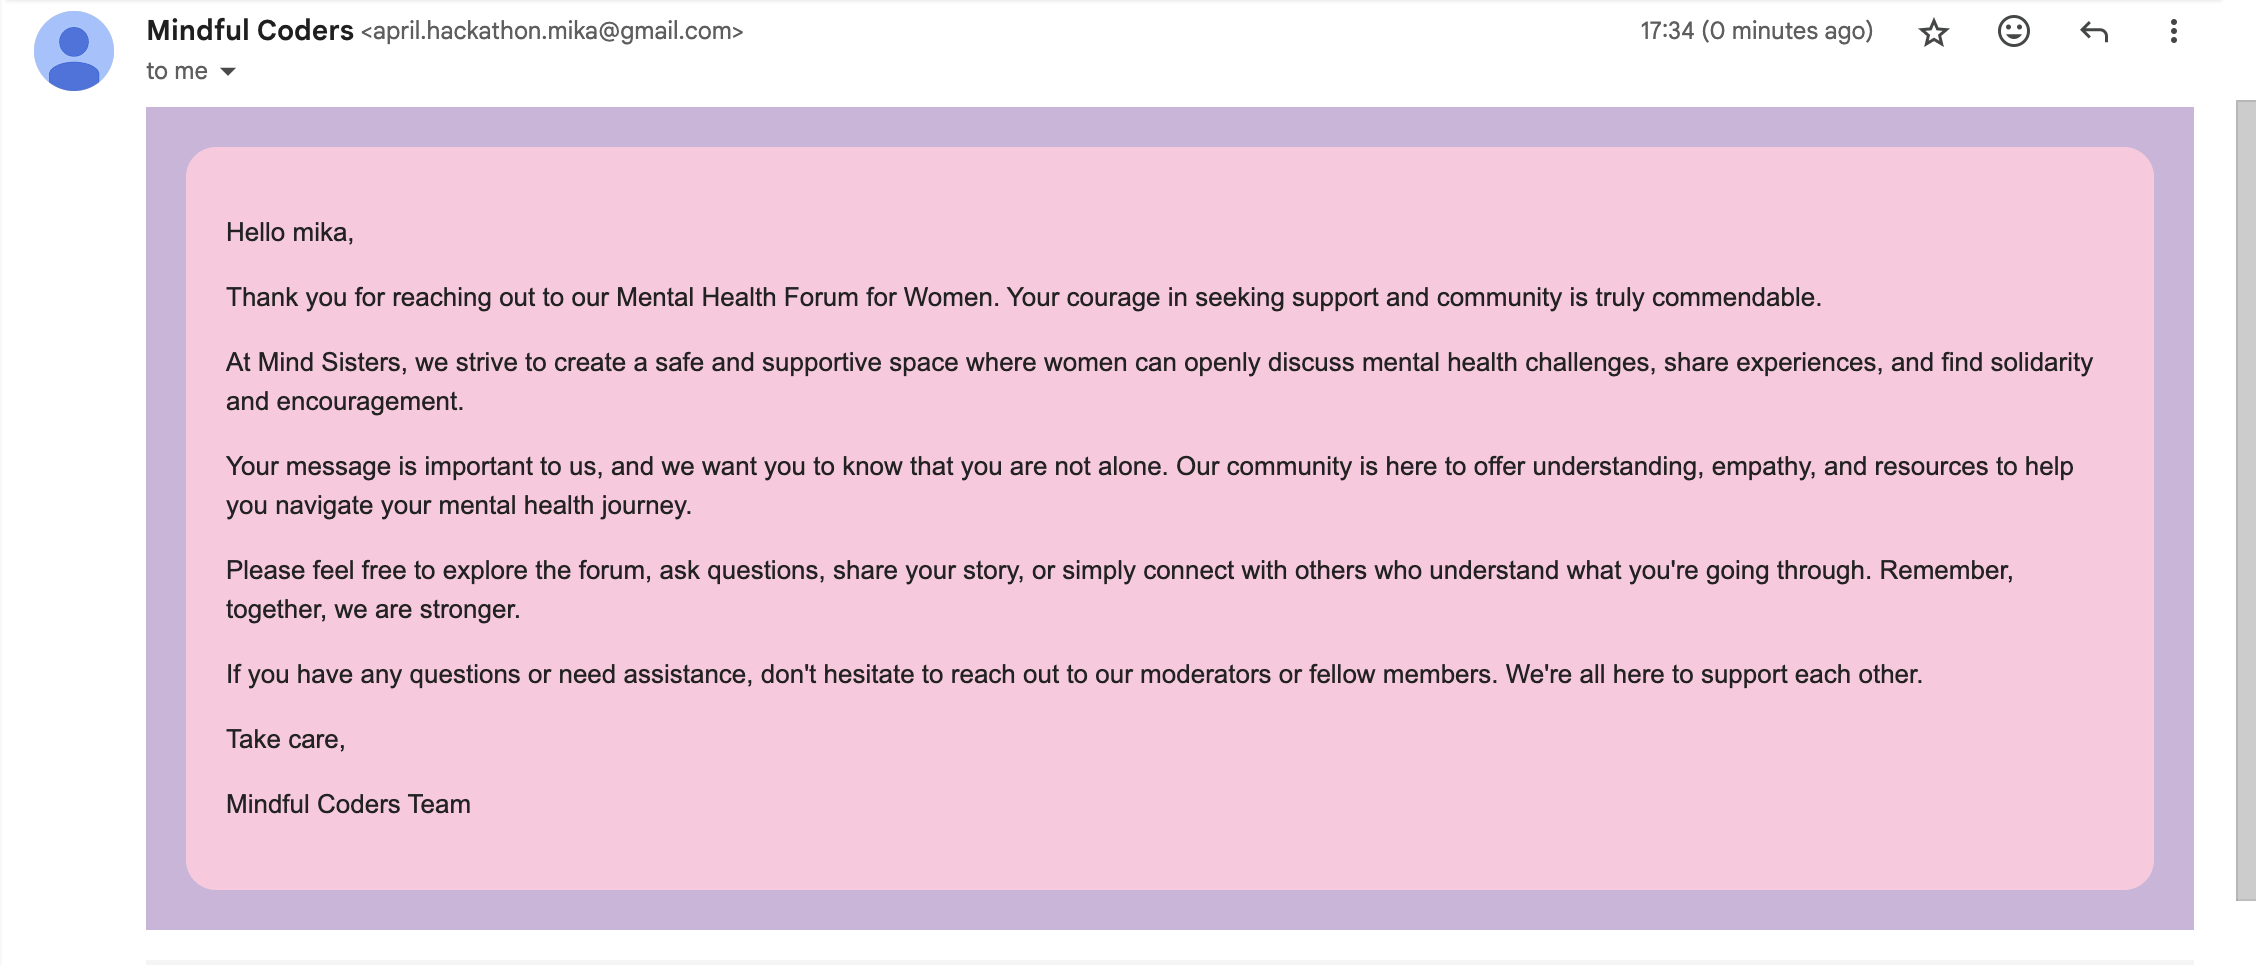 Mindful Coders <april.hackathon.mika@gmail.com> 17:34 (0 minutes ago)
to me
Hello mika,
Thank you for reaching out to our Mental Health Forum for Women. Your courage in seeking support and community is truly commendable.
At Mind Sisters, we strive to create a safe and supportive space where women can openly discuss mental health challenges, share experiences, and find solidarity
and encouragement.
Your message is important to us, and we want you to know that you are not alone. Our community is here to offer understanding, empathy, and resources to help
you navigate your mental health journey.
Please feel free to explore the forum, ask questions, share your story, or simply connect with others who understand what you're going through. Remember,
together, we are stronger.
If you have any questions or need assistance, don't hesitate to reach out to our moderators or fellow members. We're all here to support each other.
Take care,
Mindful Coders Team